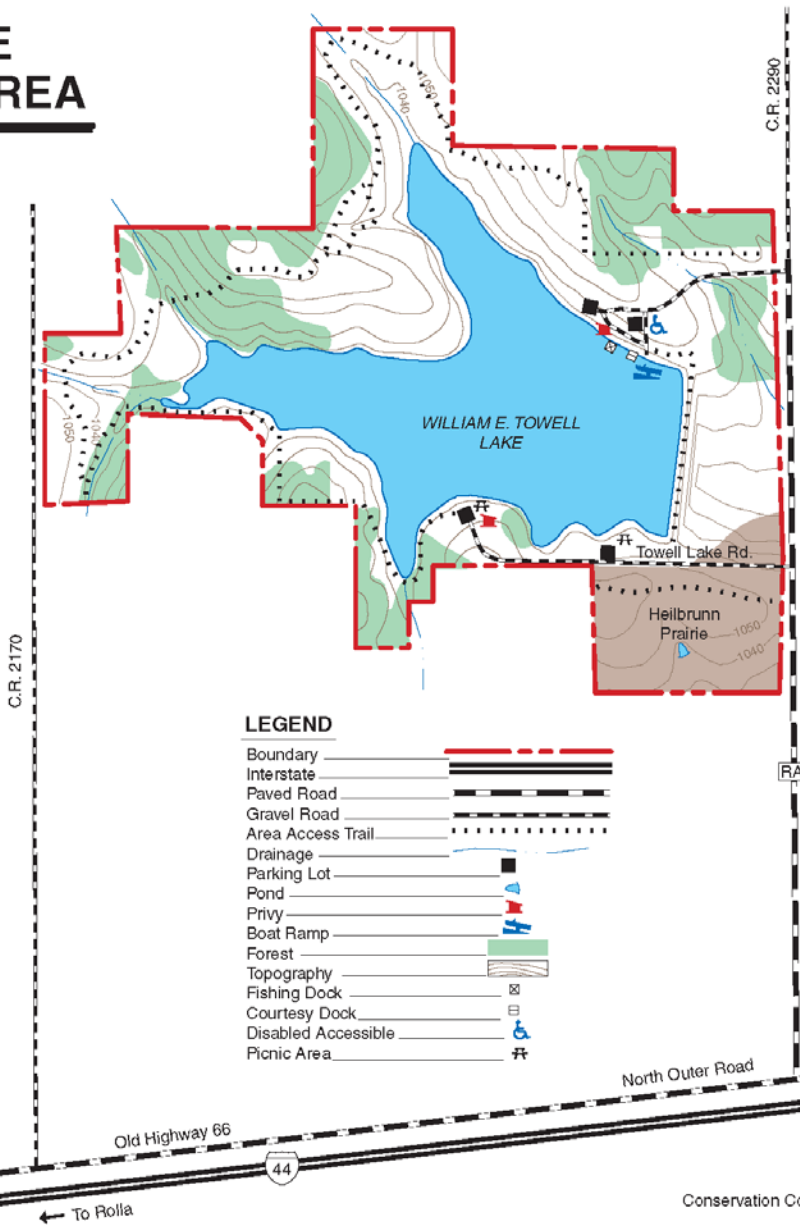 E
REA
C.R. 2290
1050
1040
1050
1040
WILLIAM E. TOWELL
LAKE
Towell Lake Rd.
Heilbrunn
Prairie
1050
1040
C.R. 2170
RA
LEGEND
Boundary
Interstate
Paved Road
Gravel Road
Area Access Trail
Drainage
Parking Lot
Pond
Privy
Boat Ramp
Forest
Topography
Fishing Dock
Courtesy Dock
Disabled Accessible
Picnic Area
North Outer Road
Old Highway 66
44
To Rolla
Conservation Co